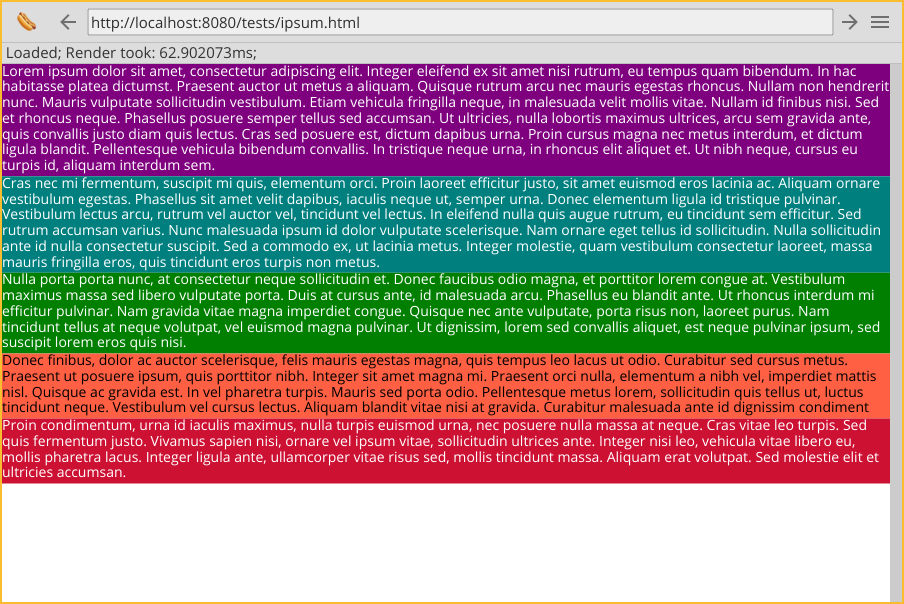 http://localhost:8080/tests/ipsum.html
Loaded; Render took: 62.902073ms;
Lorem ipsum dolor sit amet, consectetur adipiscing elit. Integer eleifend ex sit amet nisi rutrum, eu tempus quam bibendum. In hac
habitasse platea dictumst. Praesent auctor ut metus a aliquam. Quisque rutrum arcu nec mauris egestas rhoncus. Nullam non hendrerit
nunc. Mauris vulputate sollicitudin vestibulum. Etiam vehicula fringilla neque, in malesuada velit mollis vitae. Nullam id finibus nisi. Sed
et rhoncus neque. Phasellus posuere semper tellus sed accumsan. Ut ultricies, nulla lobortis maximus ultrices, arcu sem gravida ante,
quis convallis justo diam quis lectus. Cras sed posuere est, dictum dapibus urna. Proin cursus magna nec metus interdum, et dictum
ligula blandit. Pellentesque vehicula bibendum convallis. In tristique neque urna, in rhoncus elit aliquet et. Ut nibh neque, cursus eu
turpis id, aliquam interdum sem.
Cras nec mi fermentum, suscipit mi quis, elementum orci. Proin laoreet efficitur justo, sit amet euismod eros lacinia ac. Aliquam ornare
vestibulum egestas. Phasellus sit amet velit dapibus, iaculis neque ut, semper urna. Donec elementum ligula id tristique pulvinar.
Vestibulum lectus arcu, rutrum vel auctor vel, tincidunt vel lectus. In eleifend nulla quis augue rutrum, eu tincidunt sem efficitur. Sed
rutrum accumsan varius. Nunc malesuada ipsum id dolor vulputate scelerisque. Nam ornare eget tellus id sollicitudin. Nulla sollicitudin
ante id nulla consectetur suscipit. Sed a commodo ex, ut lacinia metus. Integer molestie, quam vestibulum consectetur laoreet, massa
mauris fringilla eros, quis tincidunt eros turpis non metus.
Nulla porta porta nunc, at consectetur neque sollicitudin et. Donec faucibus odio magna, et porttitor lorem congue at. Vestibulum
maximus massa sed libero vulputate porta. Duis at cursus ante, id malesuada arcu. Phasellus eu blandit ante. Ut rhoncus interdum mi
efficitur pulvinar. Nam gravida vitae magna imperdiet congue. Quisque nec ante vulputate, porta risus non, laoreet purus. Nam
tincidunt tellus at neque volutpat, vel euismod magna pulvinar. Ut dignissim, lorem sed convallis aliquet, est neque pulvinar ipsum, sed
suscipit lorem eros quis nisi.
Donec finibus, dolor ac auctor scelerisque, felis mauris egestas magna, quis tempus leo lacus ut odio. Curabitur sed cursus metus.
Praesent ut posuere ipsum, quis porttitor nibh. Integer sit amet magna mi. Praesent orci nulla, elementum a nibh vel, imperdiet mattis
nisl. Quisque ac gravida est. In vel pharetra turpis. Mauris sed porta odio. Pellentesque metus lorem, sollicitudin quis tellus ut, luctus
tincidunt neque. Vestibulum vel cursus lectus. Aliquam blandit vitae nisi at gravida. Curabitur malesuada ante id dignissim condiment
Proin condimentum, urna id iaculis maximus, nulla turpis euismod urna, nec posuere nulla massa at neque. Cras vitae leo turpis. Sed
quis fermentum justo. Vivamus sapien nisi, ornare vel ipsum vitae, sollicitudin ultrices ante. Integer nisi leo, vehicula vitae libero eu,
mollis pharetra lacus. Integer ligula ante, ullamcorper vitae risus sed, mollis tincidunt massa. Aliquam erat volutpat. Sed molestie elit et
ultricies accumsan.